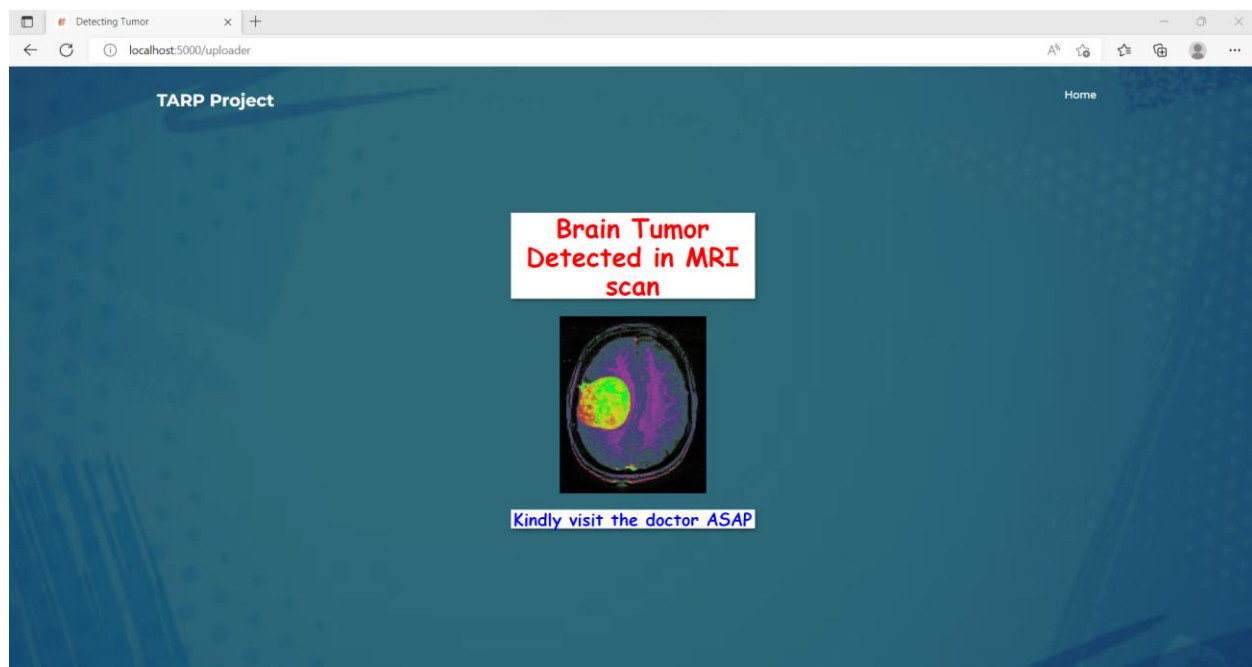 Detecting Tumor
localhost:5000/uploader
TARP Project
Home
Brain Tumor
Detected in MRI
scan
Kindly visit the doctor ASAP